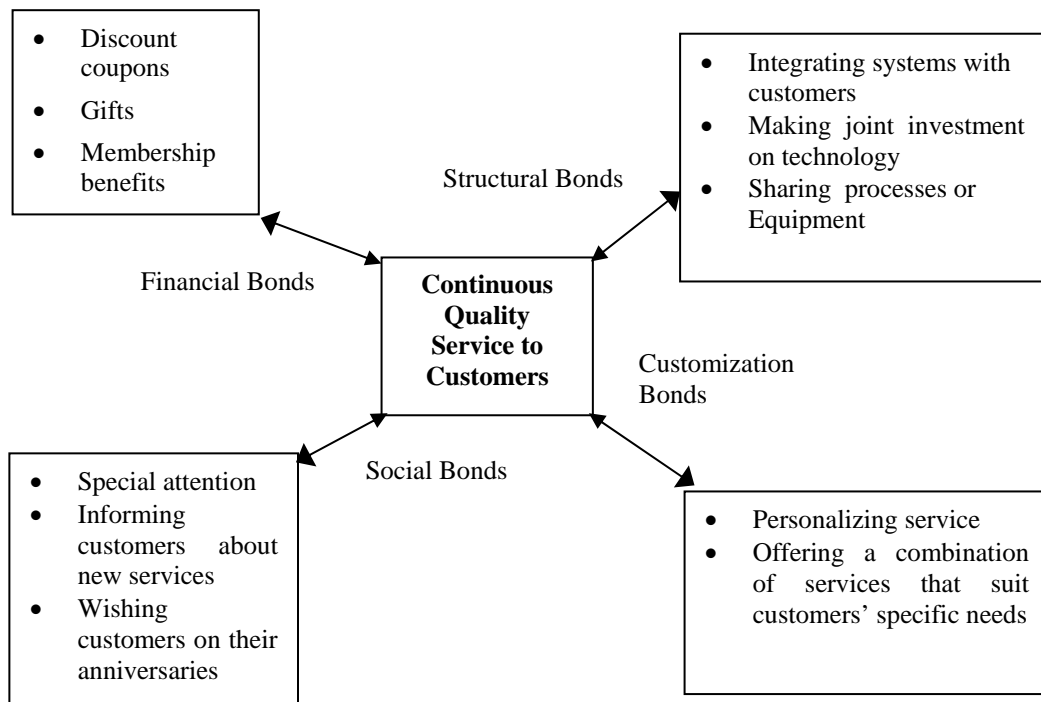 • Discount
coupons
• Gifts
• Membership
benefits
• Integrating systems with
customers
• Making joint investment
on technology
• Sharing processes or
Equipment
Structural Bonds
Financial Bonds
Continuous
Quality
Service to
Customers
Customization
Bonds
Social Bonds
• Special attention
• Informing
customers about
new services
• Wishing
customers on their
anniversaries
• Personalizing service
• Offering a combination
of services that suit
customers’ specific needs